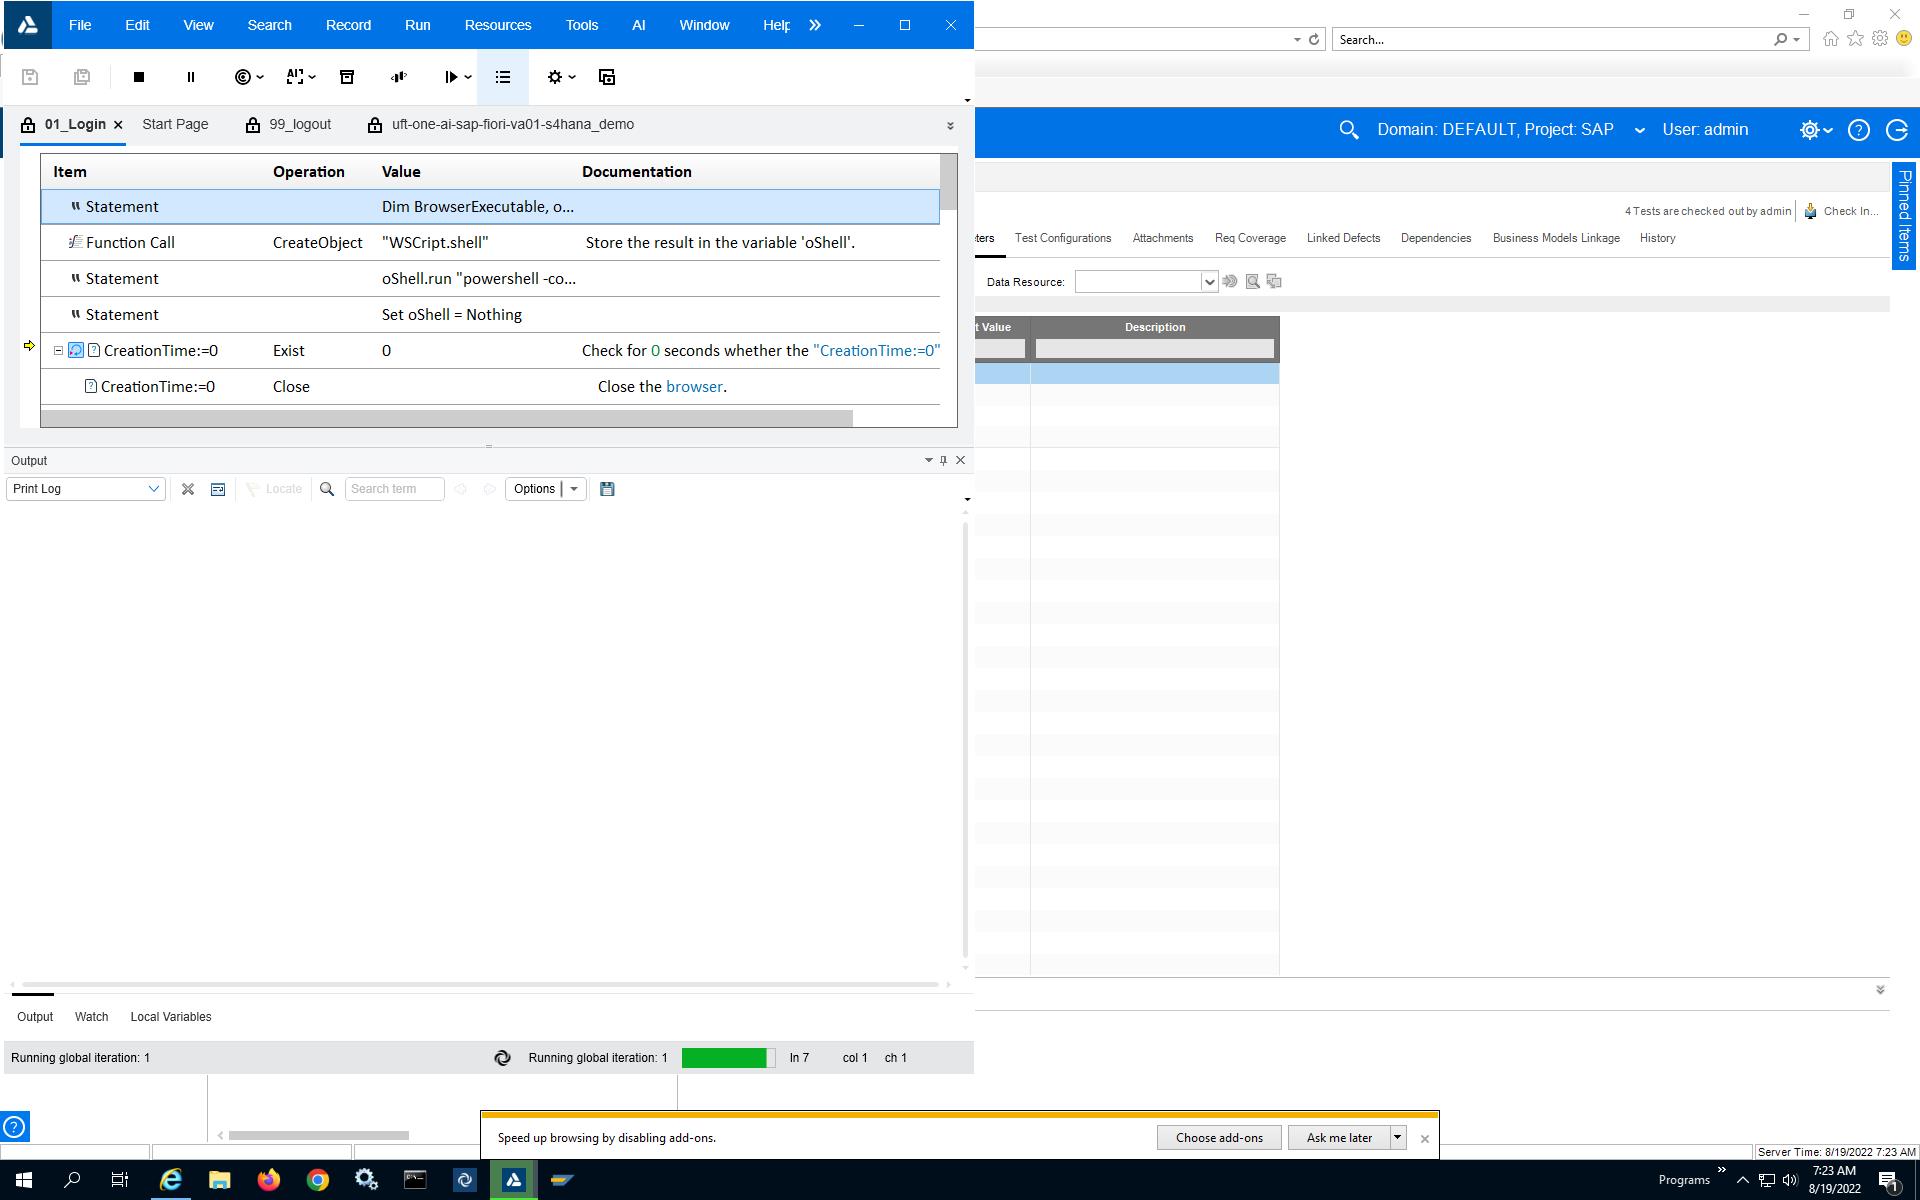 File Edit View Search Record Run Resources Tools AI Window Help
Search...
01_Login Start Page 99_logout uft-one-ai-sap-fiori-va01-s4hana_demo
Domain: DEFAULT, Project: SAP User: admin
Item Operation Value Documentation
Statement Dim BrowserExecutable, o...
Function Call CreateObject "WSCript.shell" Store the result in the variable 'oShell'.
Statement oShell.run "powershell -co...
Statement Set oShell = Nothing
CreationTime:=0 Exist 0 Check for 0 seconds whether the "CreationTime:=0"
CreationTime:=0 Close Close the browser.
Pinned Items
4 Tests are checked out by admin Check In...
Test Configurations Attachments Req Coverage Linked Defects Dependencies Business Models Linkage History
Data Resource:
t Value Description
Output
Print Log Locate Search term Options
Output Watch Local Variables
Running global iteration: 1 Running global iteration: 1 ln 7 col 1 ch 1
Speed up browsing by disabling add-ons. Choose add-ons Ask me later
Server Time: 8/19/2022 7:23 AM
Programs 7:23 AM
8/19/2022
1